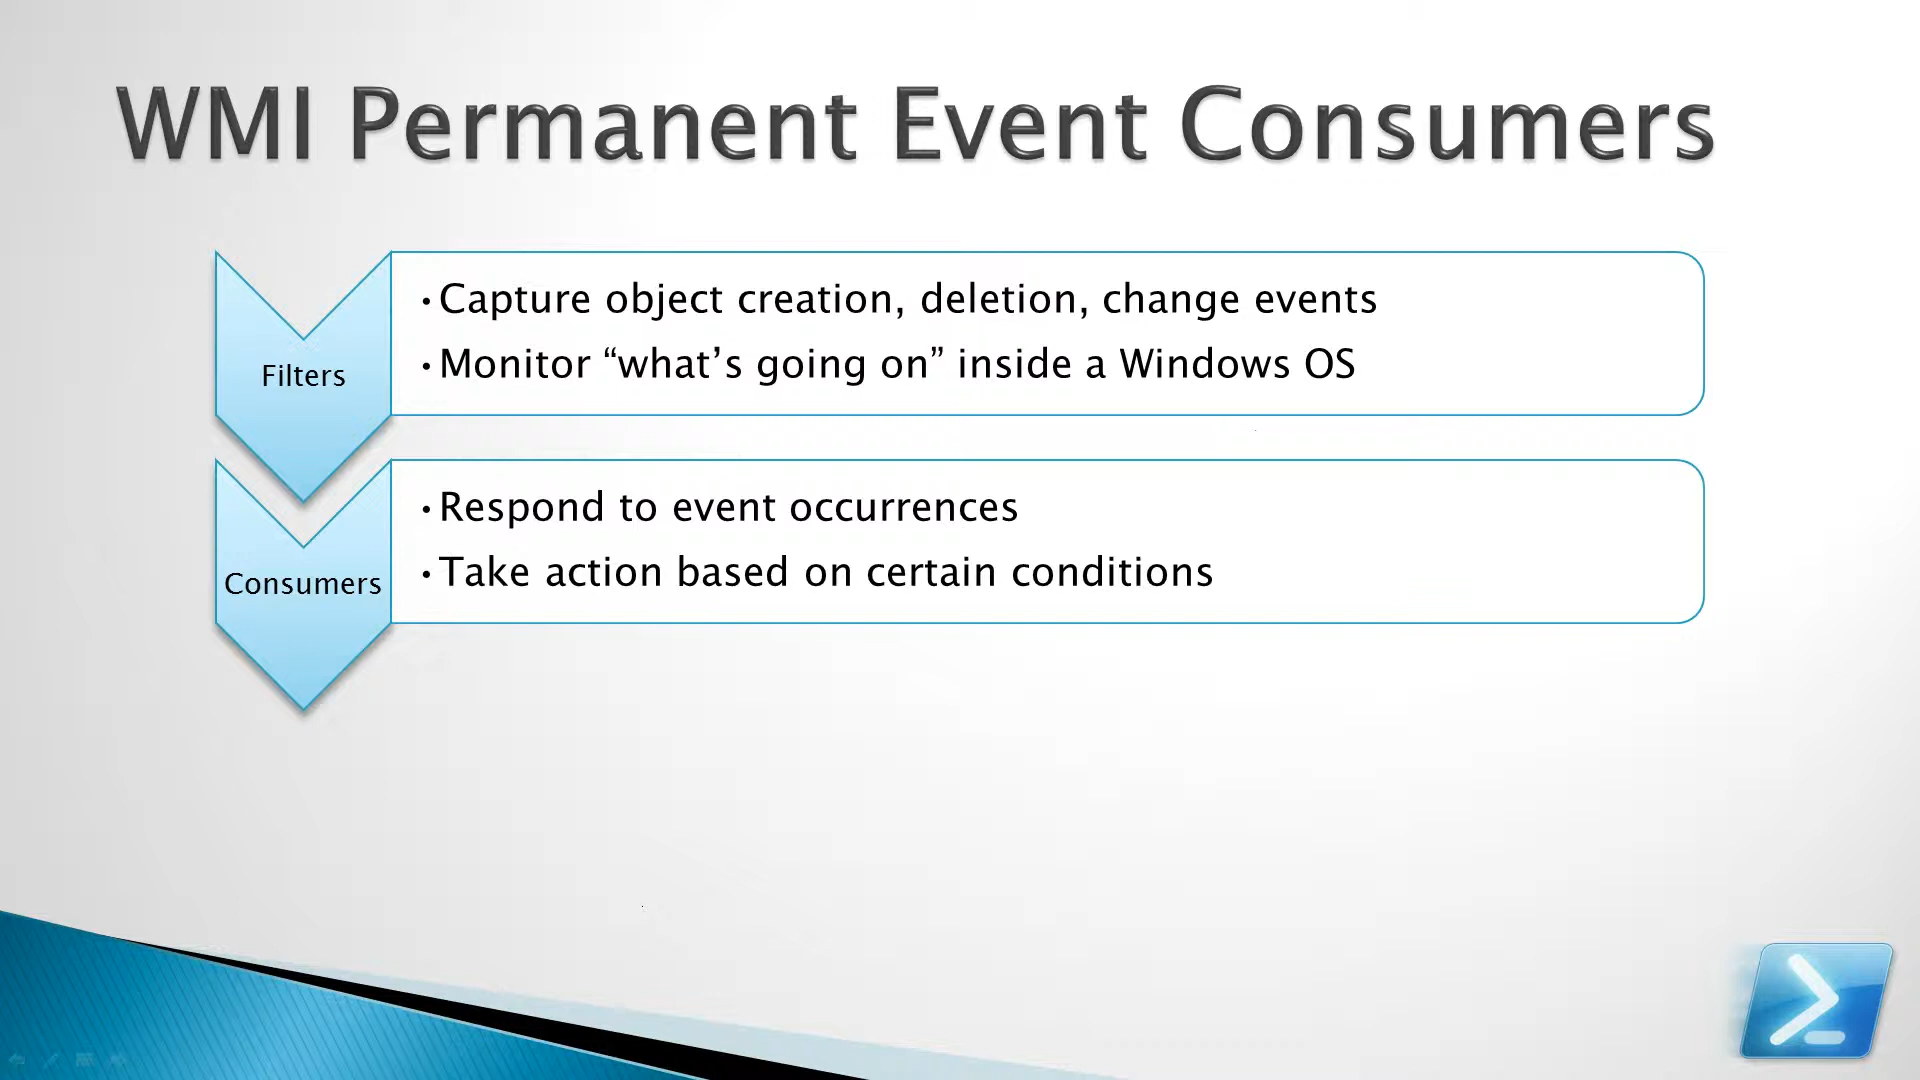 WMI Permanent Event Consumers
Filters
•Capture object creation, deletion, change events
•Monitor “what’s going on” inside a Windows OS
Consumers
•Respond to event occurrences
•Take action based on certain conditions